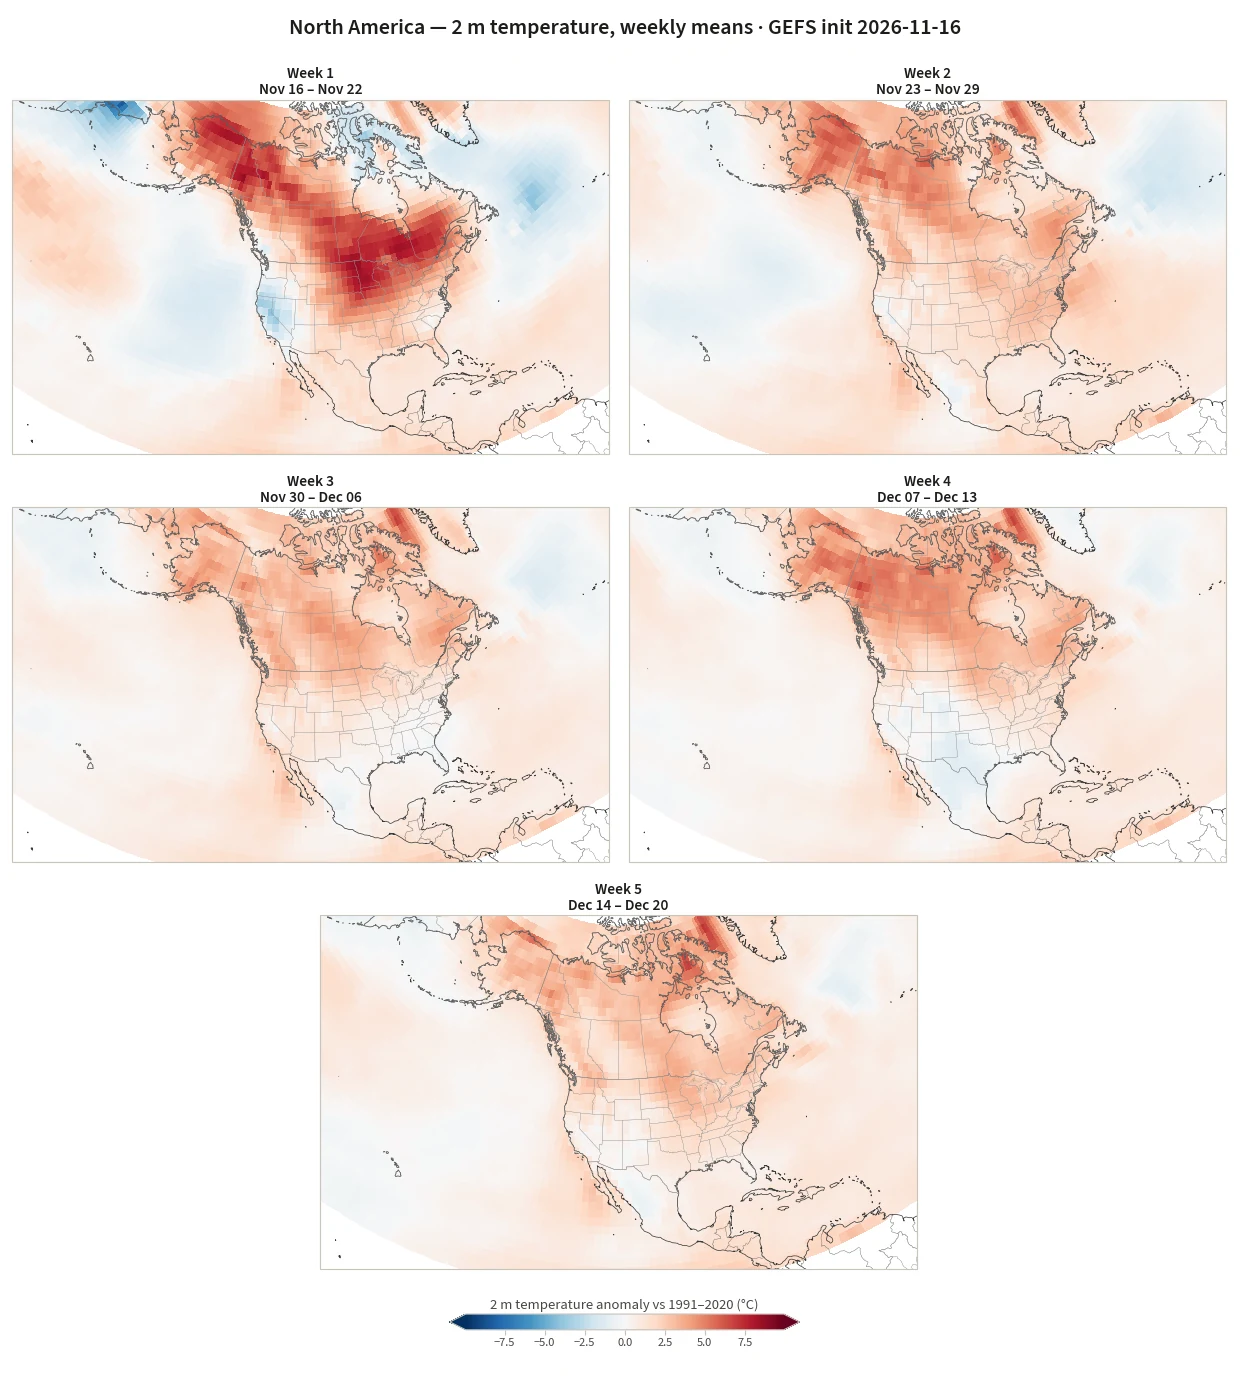 North America — 2 m temperature, weekly means · GEFS init 2026-11-16
Week 1
Nov 16 – Nov 22
Week 2
Nov 23 – Nov 29
Week 3
Nov 30 – Dec 06
Week 4
Dec 07 – Dec 13
Week 5
Dec 14 – Dec 20
2 m temperature anomaly vs 1991–2020 (°C)
−7.5 −5.0 −2.5 0.0 2.5 5.0 7.5